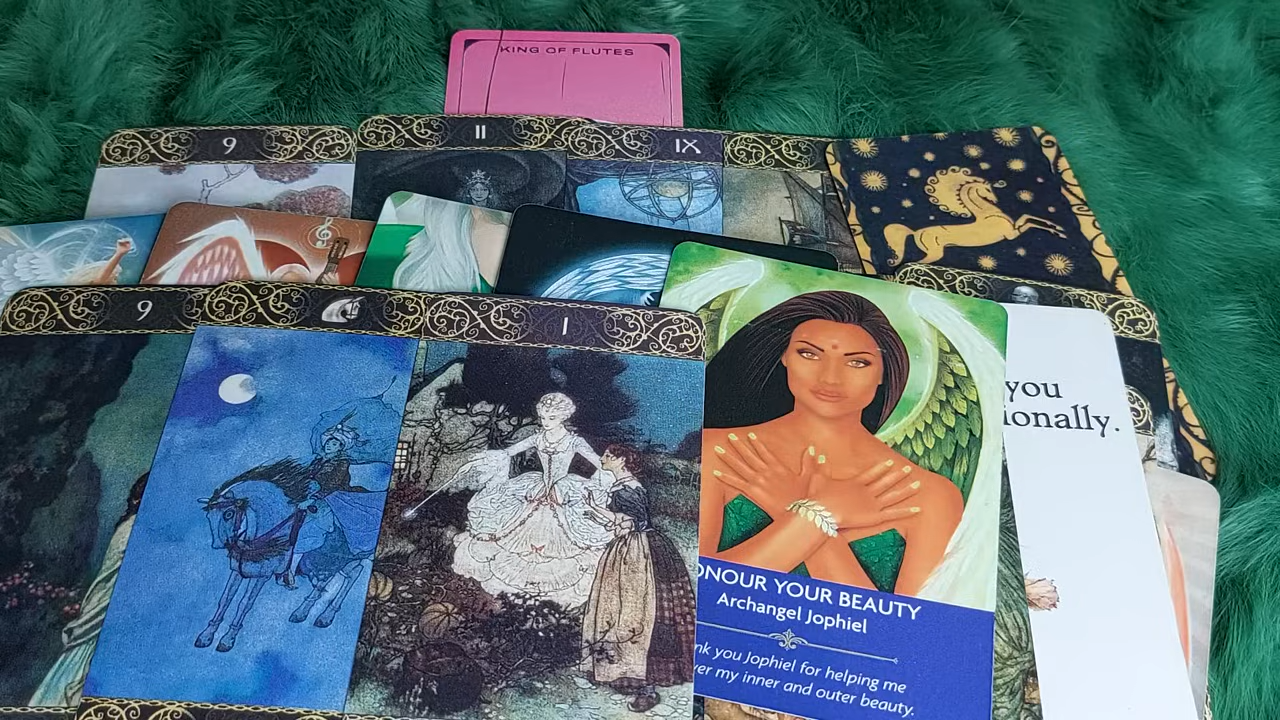 KING OF FLUTES
9
II
IX
9
I
you
ionally.
ONOUR YOUR BEAUTY
Archangel Jophiel
nk you Jophiel for helping me
er my inner and outer beauty.